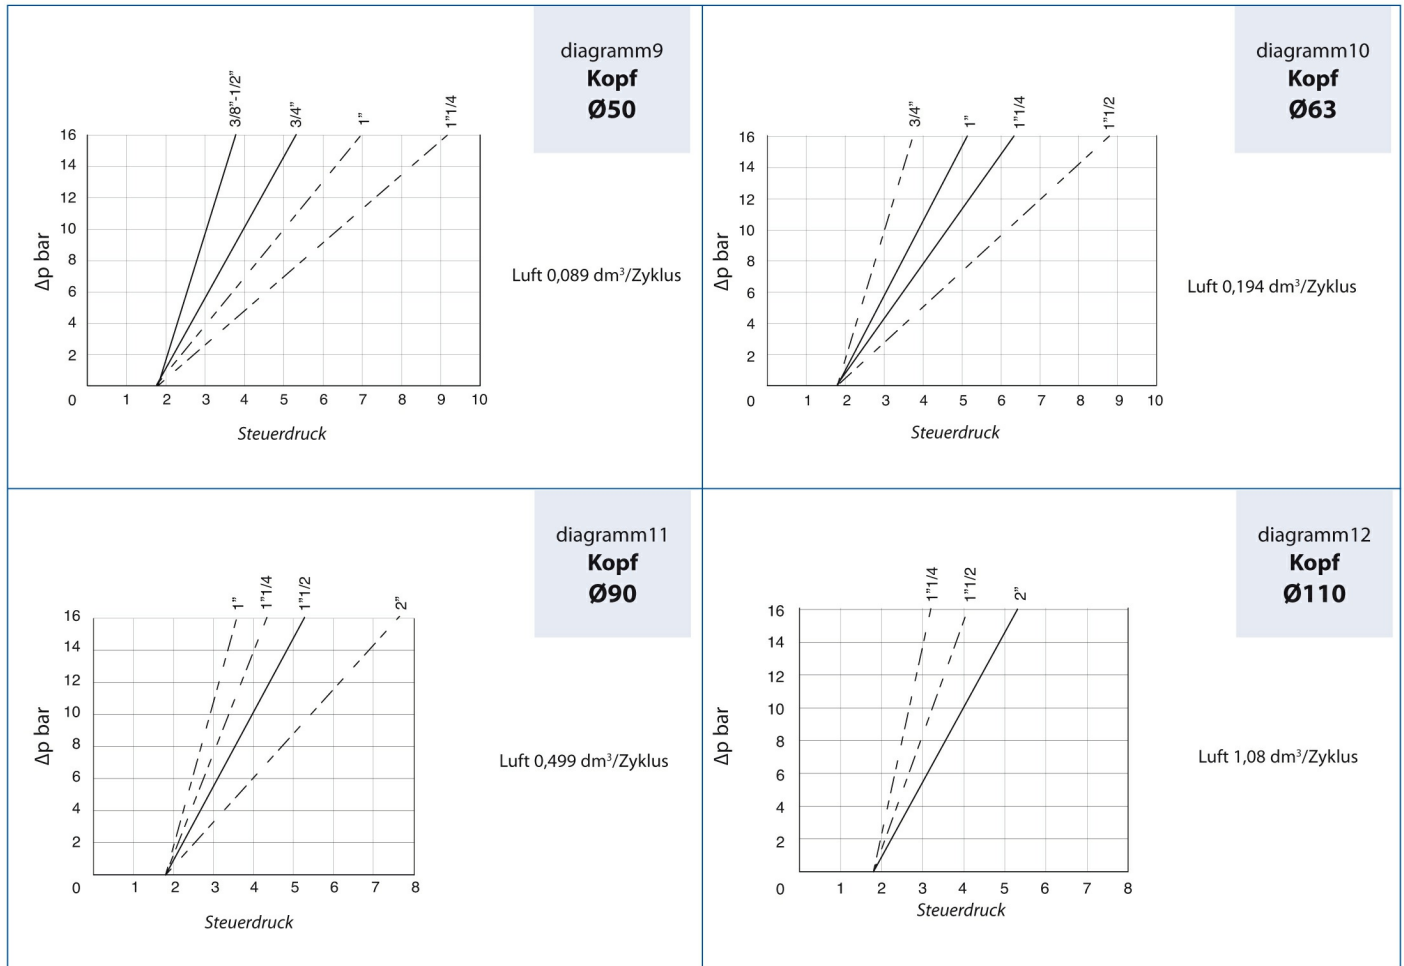 diagramm9
Kopf
Ø50
3/8”-1/2”
3/4”
1”
1”1/4
16
14
12
10
8
6
4
2
0
1 2 3 4 5 6 7 8 9 10
Δp bar
Steuerdruck
Luft 0,089 dm³/Zyklus
diagramm10
Kopf
Ø63
3/4”
1”
1”1/4
1”1/2
16
14
12
10
8
6
4
2
0
1 2 3 4 5 6 7 8 9 10
Δp bar
Steuerdruck
Luft 0,194 dm³/Zyklus
diagramm11
Kopf
Ø90
1”
1”1/4
1”1/2
2”
16
14
12
10
8
6
4
2
0
1 2 3 4 5 6 7 8
Δp bar
Steuerdruck
Luft 0,499 dm³/Zyklus
diagramm12
Kopf
Ø110
1”1/4
1”1/2
2”
16
14
12
10
8
6
4
2
0
1 2 3 4 5 6 7 8
Δp bar
Steuerdruck
Luft 1,08 dm³/Zyklus